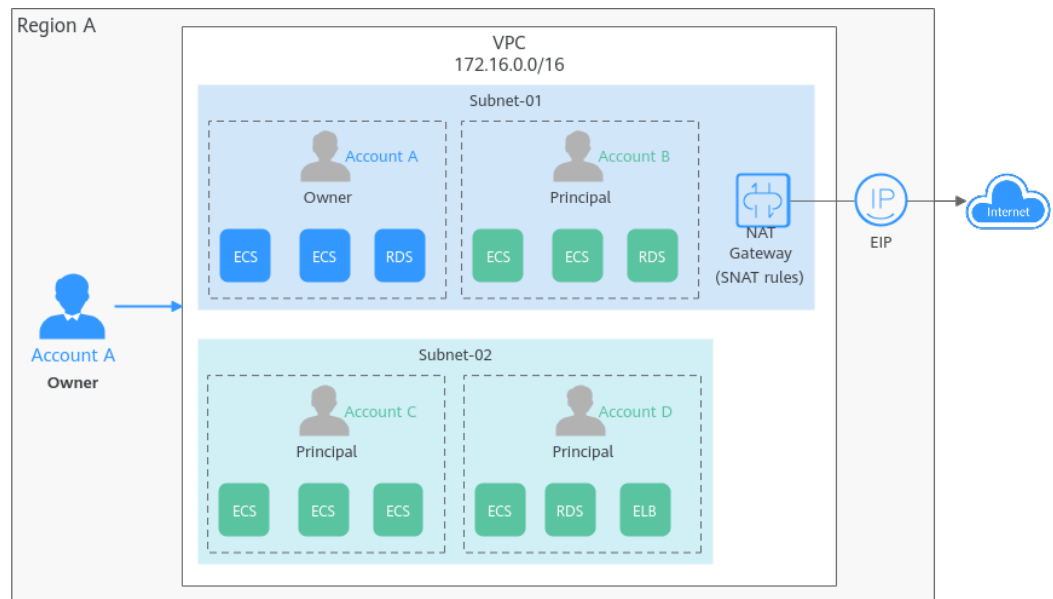 Region A
VPC
172.16.0.0/16
Subnet-01
Account A
Owner
ECS
ECS
RDS
Account B
Principal
ECS
ECS
RDS
NAT
Gateway
(SNAT rules)
IP
EIP
Internet
Account A
Owner
Subnet-02
Account C
Principal
ECS
ECS
ECS
Account D
Principal
ECS
RDS
ELB